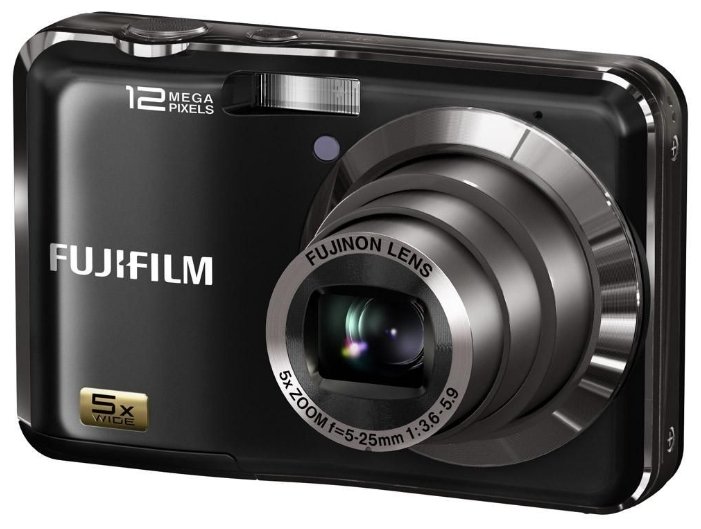 12 MEGA
PIXELS
FUJIFILM
FUJINON LENS
5x ZOOM f=5-25mm 1:3.6-5.9
5x
WIDE